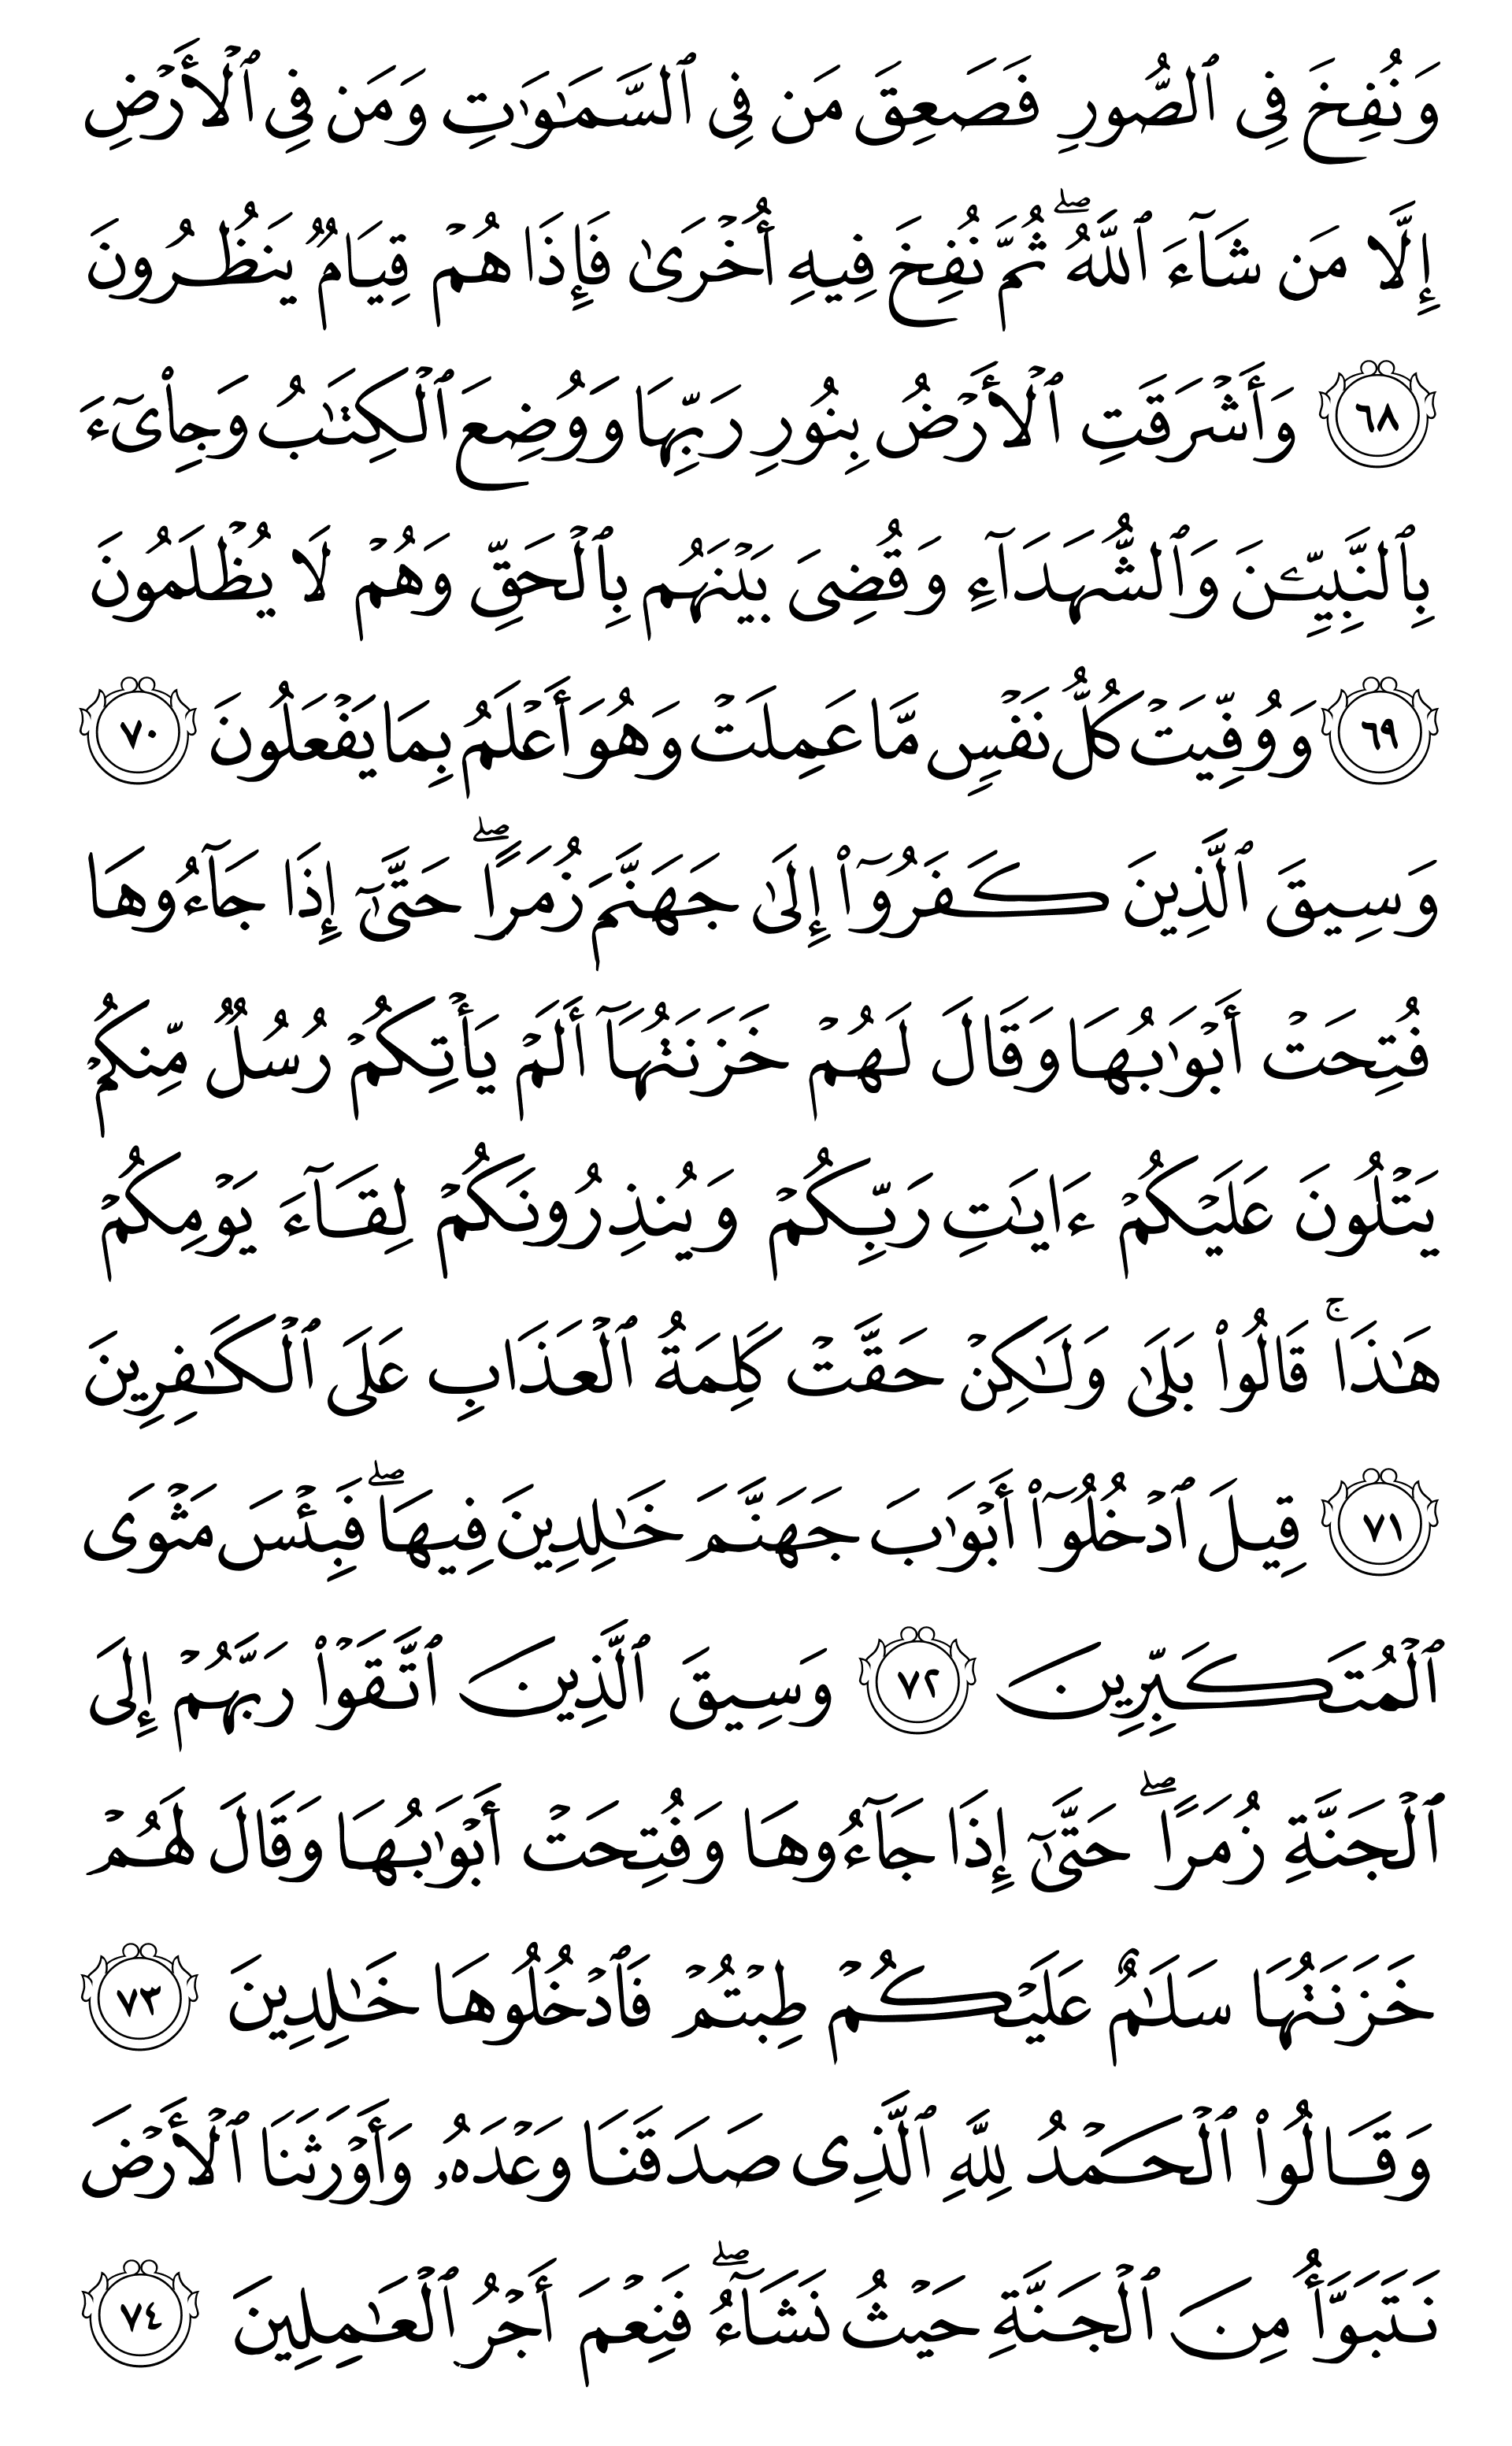 وَنُفِخَ فِى ٱلصُّورِ فَصَعِقَ مَن فِى ٱلسَّمَـٰوَٰتِ وَمَن فِى ٱلْأَرْضِ
إِلَّا مَن شَآءَ ٱللَّهُ ۖ ثُمَّ نُفِخَ فِيهِ أُخْرَىٰ فَإِذَا هُمْ قِيَامٌ يَنظُرُونَ
٦٨ وَأَشْرَقَتِ ٱلْأَرْضُ بِنُورِ رَبِّهَا وَوُضِعَ ٱلْكِتَـٰبُ وَجِا۟ىٓءَ
بِٱلنَّبِيِّـۧنَ وَٱلشُّهَدَآءِ وَقُضِىَ بَيْنَهُم بِٱلْحَقِّ وَهُمْ لَا يُظْلَمُونَ
٦٩ وَوُفِّيَتْ كُلُّ نَفْسٍ مَّا عَمِلَتْ وَهُوَ أَعْلَمُ بِمَا يَفْعَلُونَ ٧٠
وَسِيقَ ٱلَّذِينَ كَفَرُوٓا۟ إِلَىٰ جَهَنَّمَ زُمَرًا ۖ حَتَّىٰٓ إِذَا جَآءُوهَا
فُتِحَتْ أَبْوَٰبُهَا وَقَالَ لَهُمْ خَزَنَتُهَآ أَلَمْ يَأْتِكُمْ رُسُلٌ مِّنكُمْ
يَتْلُونَ عَلَيْكُمْ ءَايَـٰتِ رَبِّكُمْ وَيُنذِرُونَكُمْ لِقَآءَ يَوْمِكُمْ
هَـٰذَا ۚ قَالُوا۟ بَلَىٰ وَلَـٰكِنْ حَقَّتْ كَلِمَةُ ٱلْعَذَابِ عَلَى ٱلْكَـٰفِرِينَ
٧١ قِيلَ ٱدْخُلُوٓا۟ أَبْوَٰبَ جَهَنَّمَ خَـٰلِدِينَ فِيهَا ۖ فَبِئْسَ مَثْوَى
ٱلْمُتَكَبِّرِينَ ٧٢ وَسِيقَ ٱلَّذِينَ ٱتَّقَوْا۟ رَبَّهُمْ إِلَى
ٱلْجَنَّةِ زُمَرًا ۖ حَتَّىٰٓ إِذَا جَآءُوهَا وَفُتِحَتْ أَبْوَٰبُهَا وَقَالَ لَهُمْ
خَزَنَتُهَا سَلَـٰمٌ عَلَيْكُمْ طِبْتُمْ فَٱدْخُلُوهَا خَـٰلِدِينَ ٧٣
وَقَالُوا۟ ٱلْحَمْدُ لِلَّهِ ٱلَّذِى صَدَقَنَا وَعْدَهُۥ وَأَوْرَثَنَا ٱلْأَرْضَ
نَتَبَوَّأُ مِنَ ٱلْجَنَّةِ حَيْثُ نَشَآءُ ۖ فَنِعْمَ أَجْرُ ٱلْعَـٰمِلِينَ ٧٤